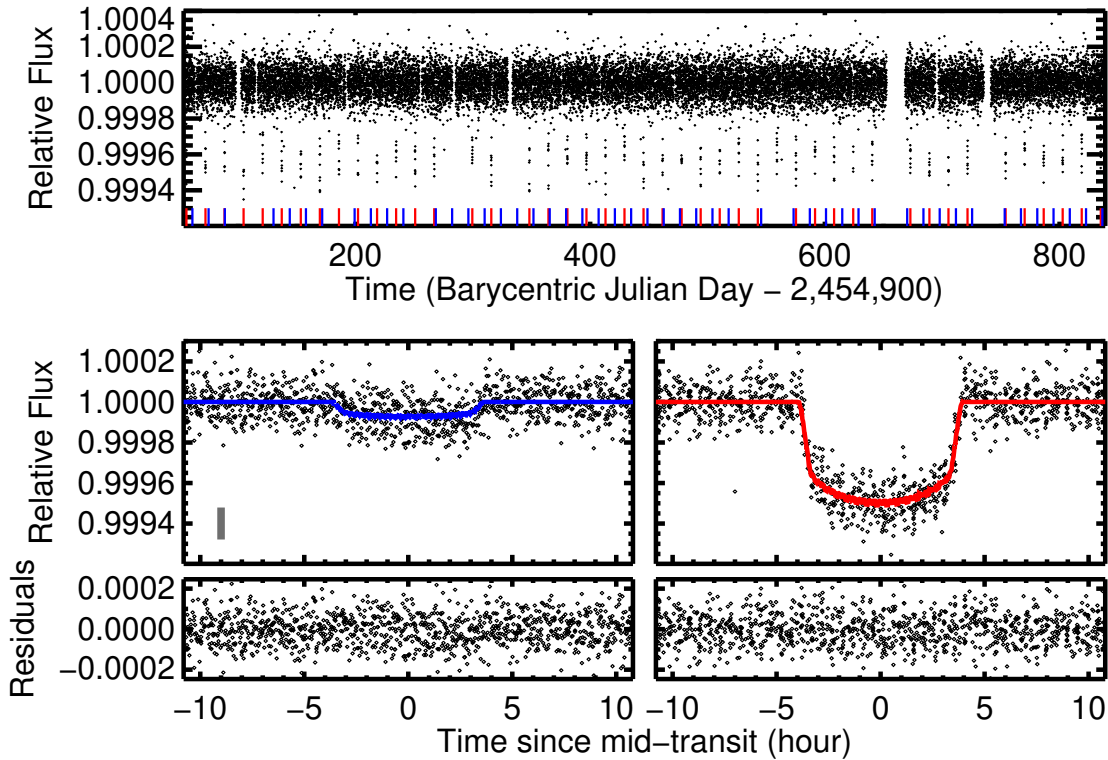 Relative Flux
1.0004
1.0002
1.0000
0.9998
0.9996
0.9994
200 400 600 800
Time (Barycentric Julian Day − 2,454,900)
Relative Flux
1.0002
1.0000
0.9998
0.9996
0.9994
Residuals
0.0002
0.0000
−0.0002
−10 −5 0 5 10 −10 −5 0 5 10
Time since mid−transit (hour)